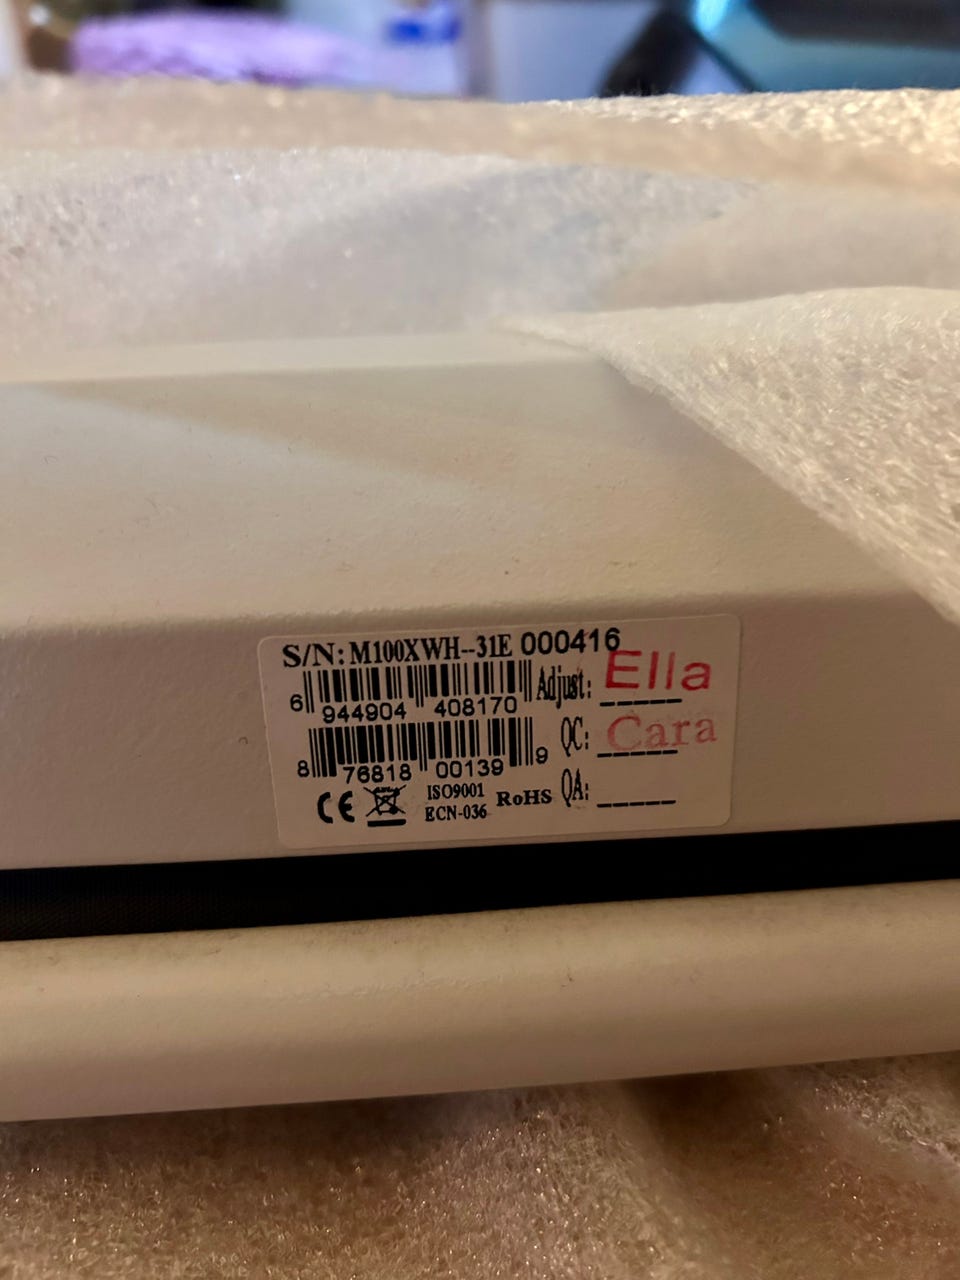 S/N: M100XWH--31E 000416
6 944904 408170
Adjust: Ella
8 76818 00139 9
QC: Cara
CE ISO9001 RoHS QA:
ECN-036